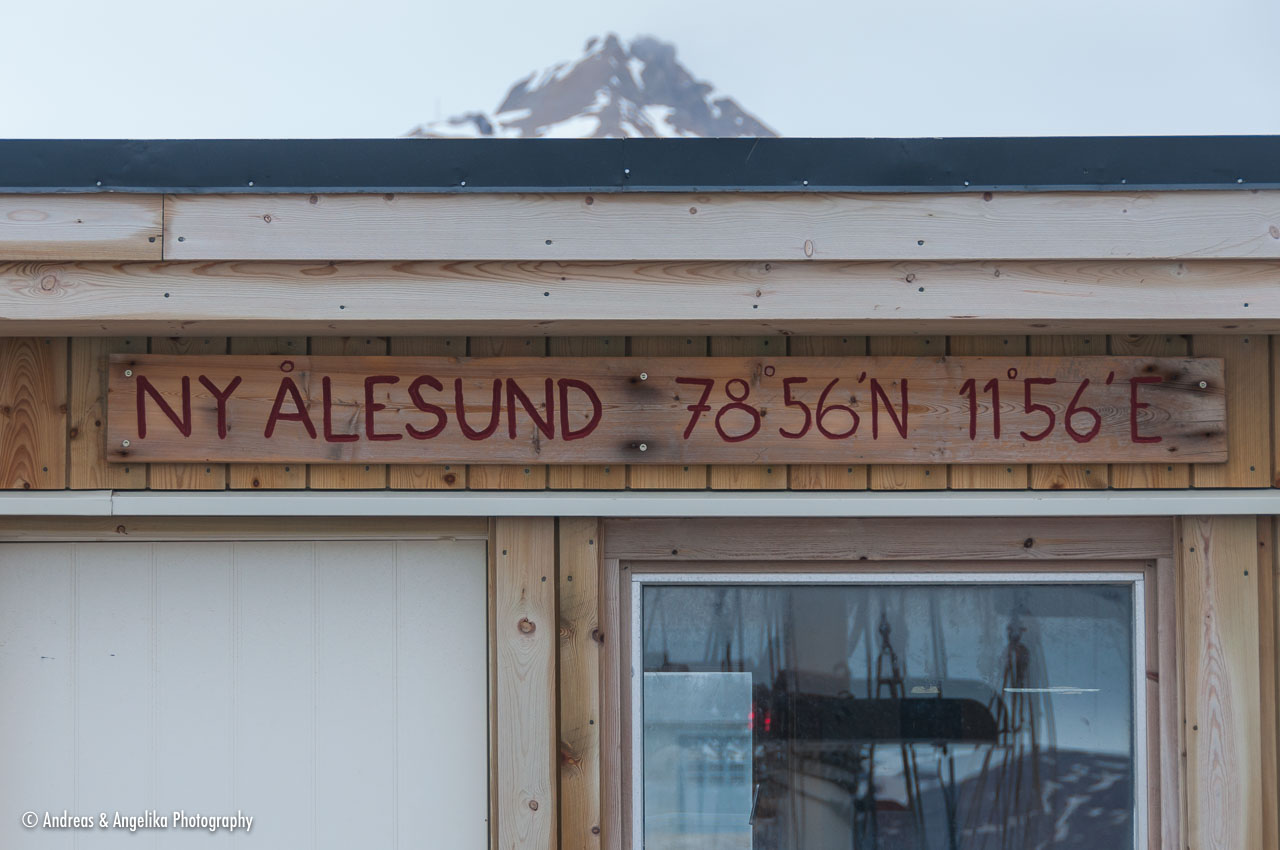 NY ÅLESUND 78°56'N 11°56'E
© Andreas & Angelika Photography